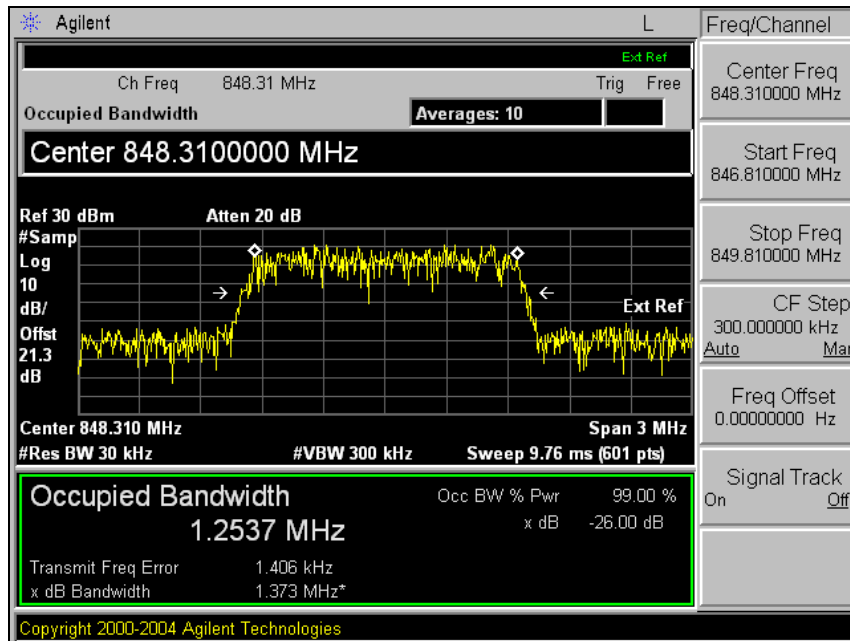 Agilent L Freq/Channel
Ext Ref
Ch Freq 848.31 MHz Trig Free
Occupied Bandwidth Averages: 10
Center 848.3100000 MHz
Ref 30 dBm Atten 20 dB
#Samp
Log
10
dB/
Offst
21.3
dB
Ext Ref
Center 848.310 MHz Span 3 MHz
#Res BW 30 kHz #VBW 300 kHz Sweep 9.76 ms (601 pts)
Occupied Bandwidth
1.2537 MHz
Occ BW % Pwr 99.00 %
x dB -26.00 dB
Transmit Freq Error 1.406 kHz
x dB Bandwidth 1.373 MHz*
Copyright 2000-2004 Agilent Technologies
Center Freq
848.310000 MHz
Start Freq
846.810000 MHz
Stop Freq
849.810000 MHz
CF Step
300.000000 kHz
Auto Mar
Freq Offset
0.00000000 Hz
Signal Track
On Off